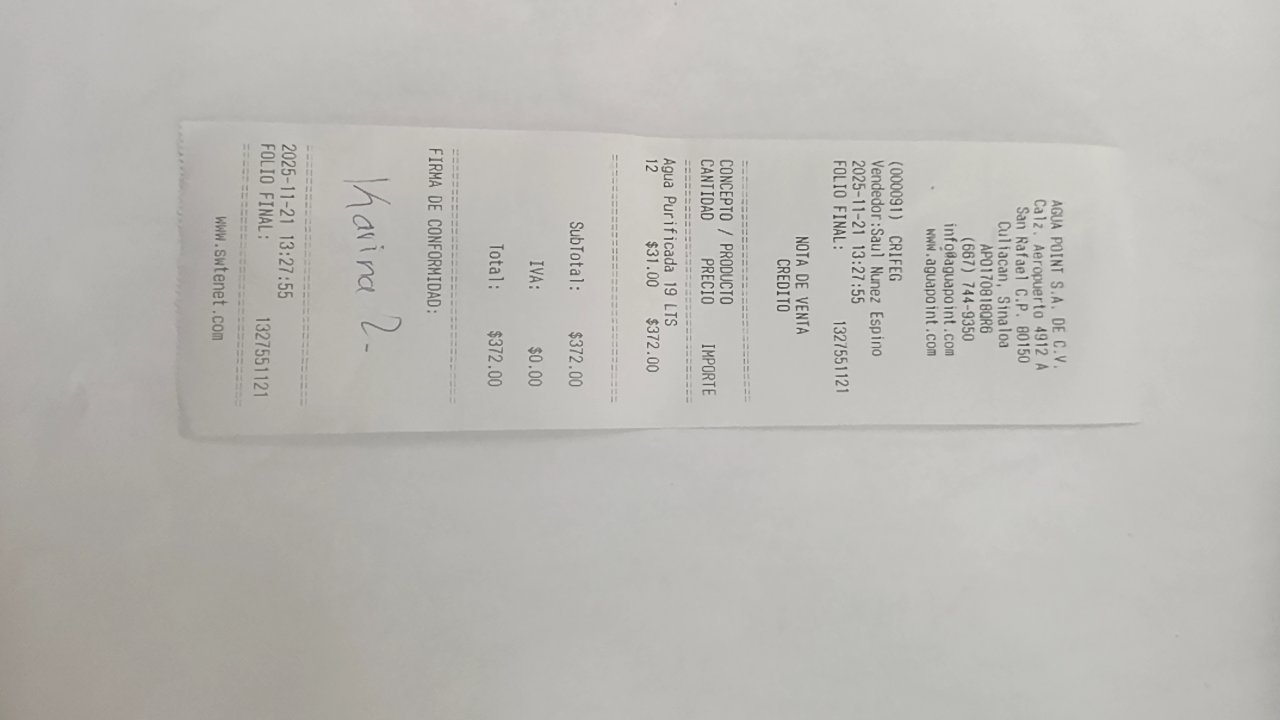 AGUA POINT S.A. DE C.V.
Calz. Aeropuerto 4912 A
San Rafael C.P. 80150
Culiacan, Sinaloa
APO170818QR6
(667) 744-9350
info@aguapoint.com
www.aguapoint.com
(000091) CRIFEG
Vendedor:Saul Nunez Espino
2025-11-21 13:27:55
FOLIO FINAL: 1327551121
NOTA DE VENTA
CREDITO
CONCEPTO / PRODUCTO
CANTIDAD PRECIO IMPORTE
Agua Purificada 19 LTS
12 $31.00 $372.00
SubTotal: $372.00
IVA: $0.00
Total: $372.00
FIRMA DE CONFORMIDAD:
Karina Z-
2025-11-21 13:27:55
FOLIO FINAL: 1327551121
www.swtenet.com